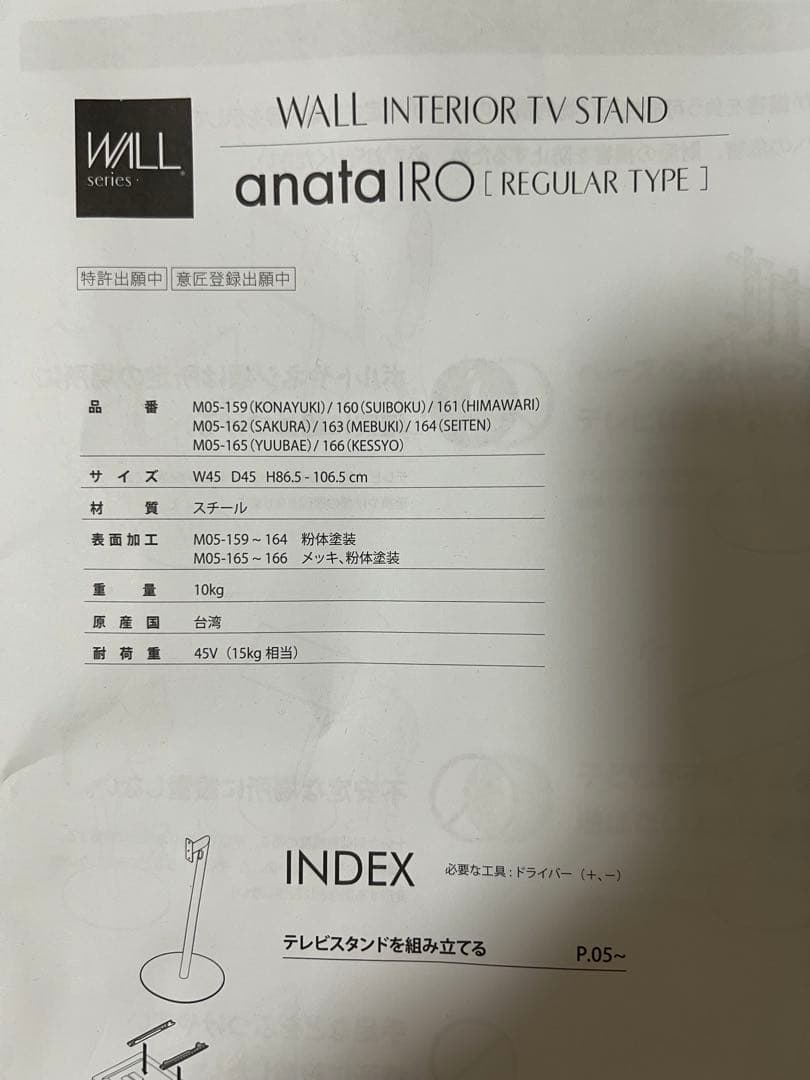 WALL INTERIOR TV STAND
WALL
series
anata IRO [ REGULAR TYPE ]
特許出願中 意匠登録出願中
品番 M05-159(KONAYUKI) / 160(SUIBOKU) / 161(HIMAWARI)
M05-162(SAKURA) / 163(MEBUKI) / 164(SEITEN)
M05-165(YUUBAE) / 166(KESSYO)
サイズ W45 D45 H86.5 - 106.5 cm
材質 スチール
表面加工 M05-159 ~ 164 粉体塗装
M05-165 ~ 166 メッキ、粉体塗装
重量 10kg
原産国 台湾
耐荷重 45V(15kg 相当)
INDEX 必要な工具:ドライバー(+、-)
テレビスタンドを組み立てる P.05~